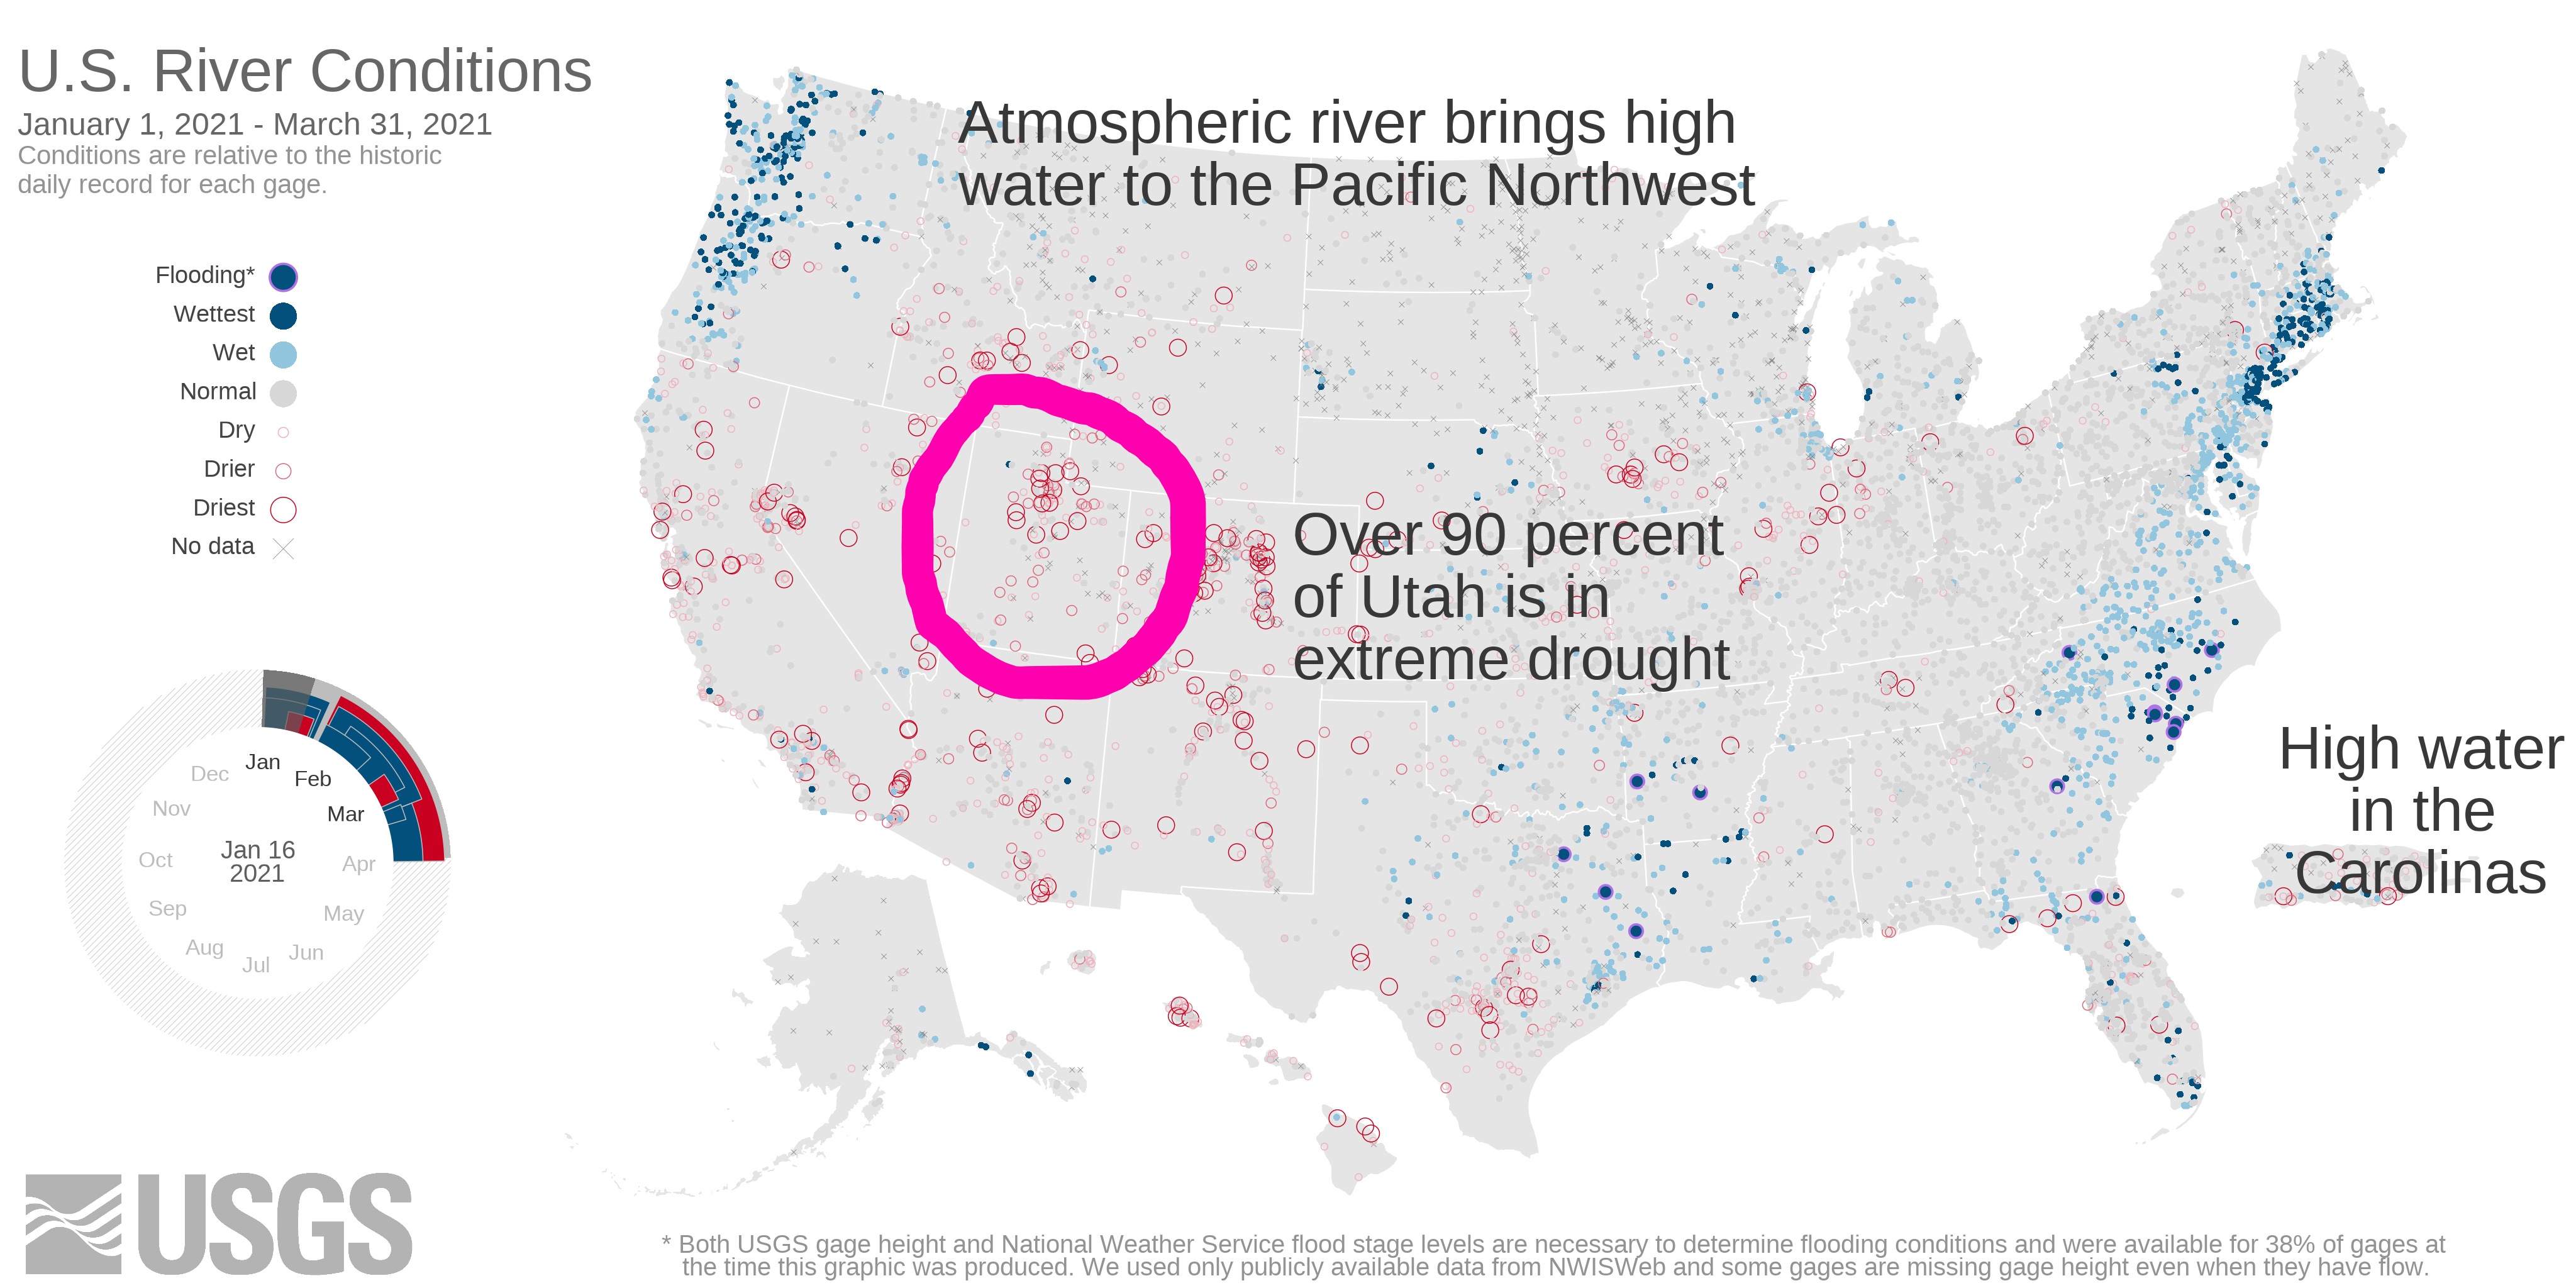 U.S. River Conditions
January 1, 2021 - March 31, 2021
Conditions are relative to the historic
daily record for each gage.
Flooding*
Wettest
Wet
Normal
Dry
Drier
Driest
No data
Atmospheric river brings high
water to the Pacific Northwest
Over 90 percent
of Utah is in
extreme drought
High water
in the
Carolinas
Jan
Feb
Mar
Apr
May
Jun
Jul
Aug
Sep
Oct
Nov
Dec
Jan 16
2021
USGS
* Both USGS gage height and National Weather Service flood stage levels are necessary to determine flooding conditions and were available for 38% of gages at
the time this graphic was produced. We used only publicly available data from NWISWeb and some gages are missing gage height even when they have flow.